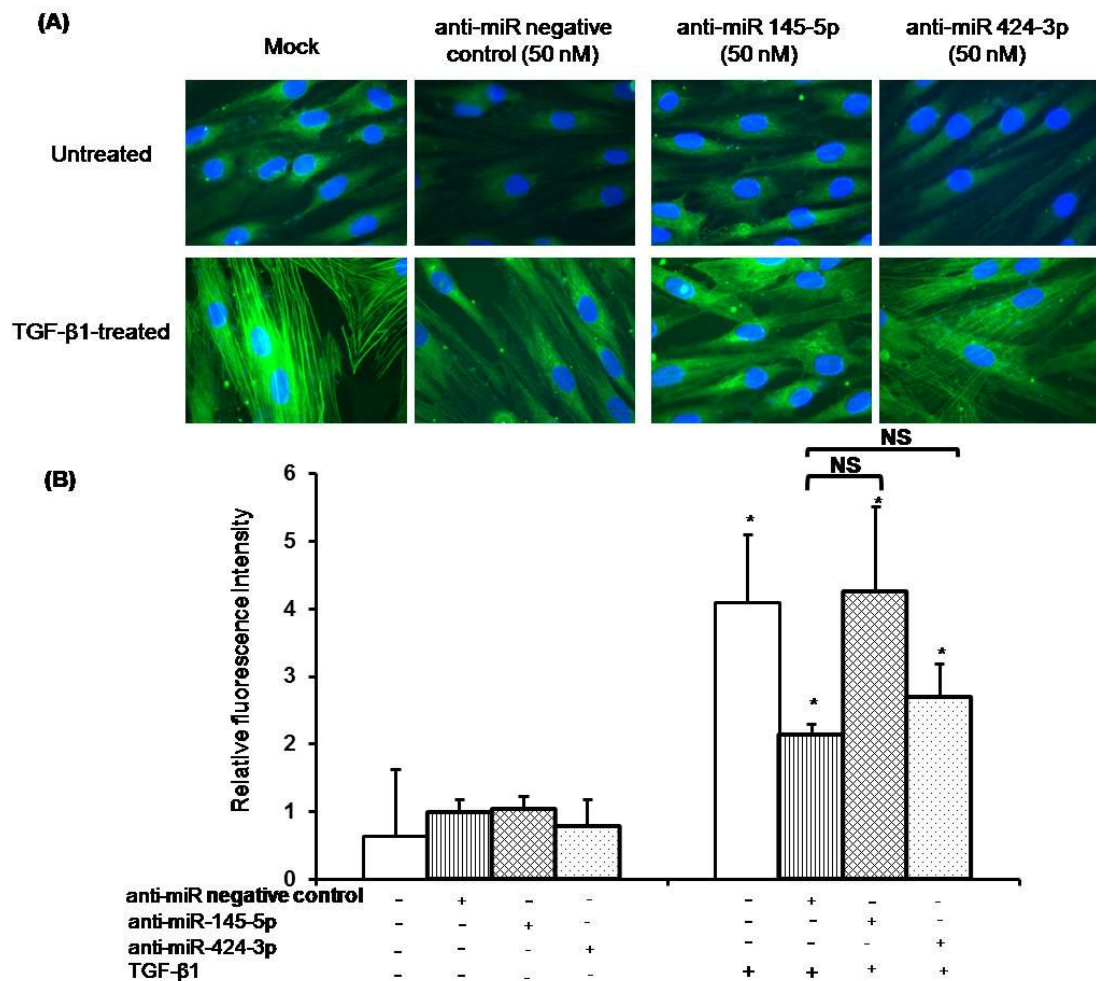 (A)
Mock
anti-miR negative
control (50 nM)
anti-miR 145-5p
(50 nM)
anti-miR 424-3p
(50 nM)
Untreated
TGF-β1-treated
(B)
NS
NS
6
5
4
3
2
1
0
Relative fluorescence intensity
*
*
*
*
anti-miR negative control - + - - - + - -
anti-miR-145-5p - - + - - - + -
anti-miR-424-3p - - - + - - - +
TGF-β1 - - - - + + + +